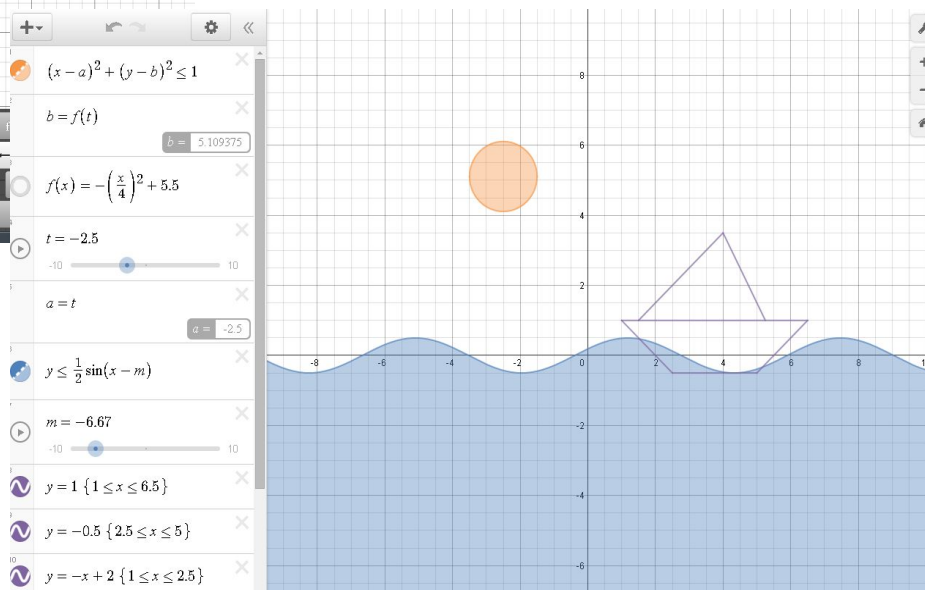 (x − a)² + (y − b)² ≤ 1
b = f(t)
b = 5.109375
f(x) = −(x/4)² + 5.5
t = −2.5
-10 10
a = t
a = -2.5
y ≤ 1/2 sin(x − m)
m = −6.67
-10 10
y = 1 {1 ≤ x ≤ 6.5}
y = −0.5 {2.5 ≤ x ≤ 5}
10
y = −x + 2 {1 ≤ x ≤ 2.5}
8
6
4
2
-8 -6 -4 -2 0 2 4 6 8
-2
-4
-6